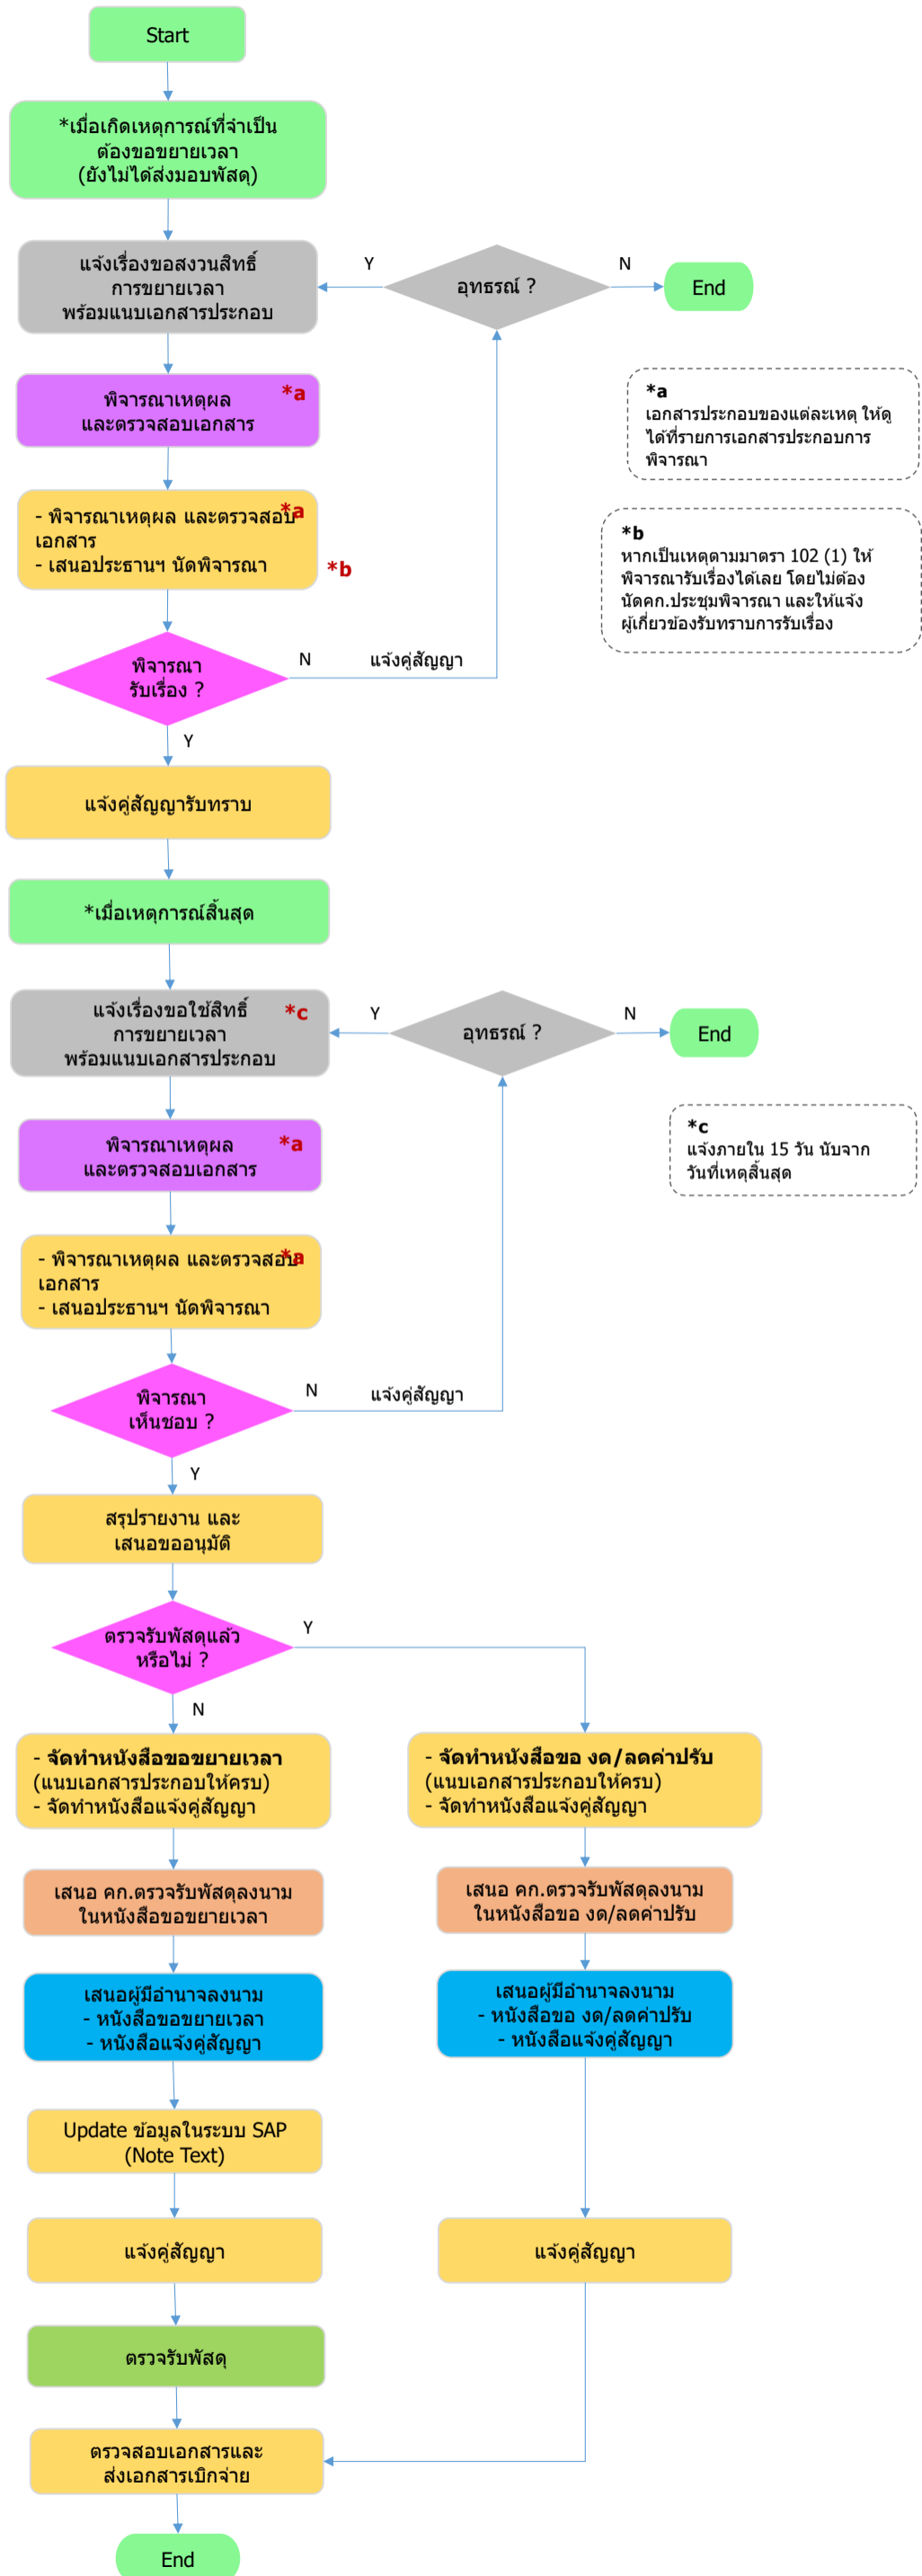 Start
*เมื่อเกิดเหตุการณ์ที่จำเป็น
ต้องขอขยายเวลา
(ยังไม่ได้ส่งมอบพัสดุ)
แจ้งเรื่องขอสงวนสิทธิ์
การขยายเวลา
พร้อมแนบเอกสารประกอบ
Y
อุทธรณ์ ?
N
End
พิจารณาเหตุผล
และตรวจสอบเอกสาร
*a
*a
เอกสารประกอบของแต่ละเหตุ ให้ดู
ได้ที่รายการเอกสารประกอบการ
พิจารณา
- พิจารณาเหตุผล และตรวจสอบ
เอกสาร
- เสนอประธานฯ นัดพิจารณา
*a
*b
*b
หากเป็นเหตุตามมาตรา 102 (1) ให้
พิจารณารับเรื่องได้เลย โดยไม่ต้อง
นัดคก.ประชุมพิจารณา และให้แจ้ง
ผู้เกี่ยวข้องรับทราบการรับเรื่อง
พิจารณา
รับเรื่อง ?
N
แจ้งคู่สัญญา
Y
แจ้งคู่สัญญารับทราบ
*เมื่อเหตุการณ์สิ้นสุด
แจ้งเรื่องขอใช้สิทธิ์
การขยายเวลา
พร้อมแนบเอกสารประกอบ
*c
Y
อุทธรณ์ ?
N
End
พิจารณาเหตุผล
และตรวจสอบเอกสาร
*a
*c
แจ้งภายใน 15 วัน นับจาก
วันที่เหตุสิ้นสุด
- พิจารณาเหตุผล และตรวจสอบ
เอกสาร
- เสนอประธานฯ นัดพิจารณา
*a
พิจารณา
เห็นชอบ ?
N
แจ้งคู่สัญญา
Y
สรุปรายงาน และ
เสนอขออนุมัติ
ตรวจรับพัสดุแล้ว
หรือไม่ ?
Y
N
- จัดทำหนังสือขอขยายเวลา
(แนบเอกสารประกอบให้ครบ)
- จัดทำหนังสือแจ้งคู่สัญญา
- จัดทำหนังสือขอ งด/ลดค่าปรับ
(แนบเอกสารประกอบให้ครบ)
- จัดทำหนังสือแจ้งคู่สัญญา
เสนอ คก.ตรวจรับพัสดุลงนาม
ในหนังสือขอขยายเวลา
เสนอ คก.ตรวจรับพัสดุลงนาม
ในหนังสือขอ งด/ลดค่าปรับ
เสนอผู้มีอำนาจลงนาม
- หนังสือขอขยายเวลา
- หนังสือแจ้งคู่สัญญา
เสนอผู้มีอำนาจลงนาม
- หนังสือขอ งด/ลดค่าปรับ
- หนังสือแจ้งคู่สัญญา
Update ข้อมูลในระบบ SAP
(Note Text)
แจ้งคู่สัญญา
แจ้งคู่สัญญา
ตรวจรับพัสดุ
ตรวจสอบเอกสารและ
ส่งเอกสารเบิกจ่าย
End